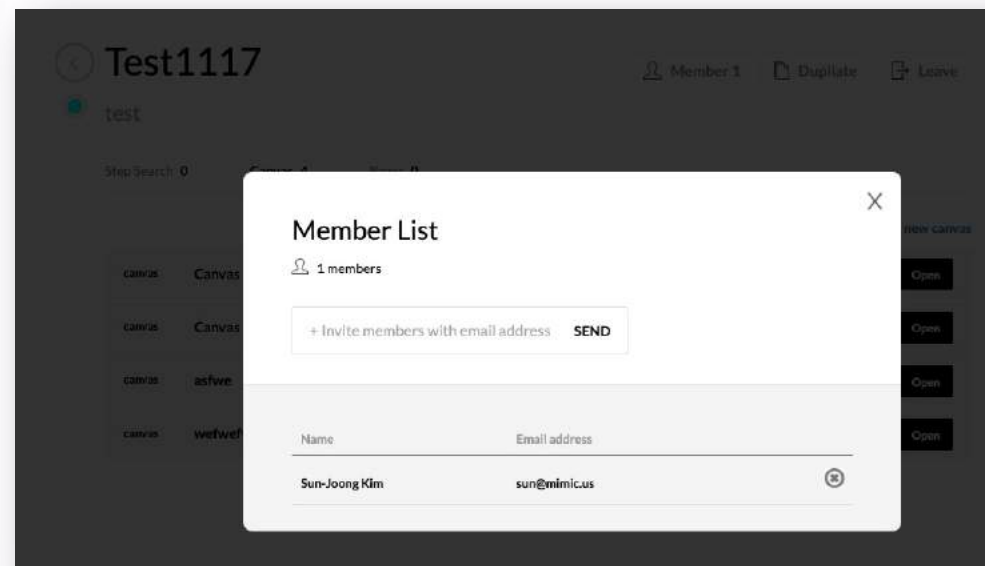 Test1117
Member 1 Dupliate Leave
test
Step Search 0
new canvas
Member List
1 members
+ Invite members with email address SEND
canvas Canvas Open
canvas Canvas Open
canvas asfwe Open
canvas wefwef Open
Name Email address
Sun-Joong Kim sun@mimic.us